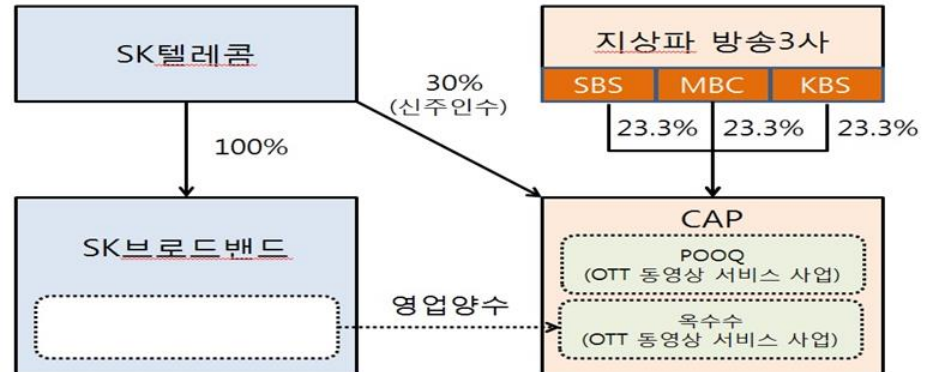 SK텔레콤
지상파 방송3사
SBS MBC KBS
30%
(신주인수)
23.3% 23.3% 23.3%
100%
SK브로드밴드
CAP
POOQ
(OTT 동영상 서비스 사업)
영업양수
옥수수
(OTT 동영상 서비스 사업)